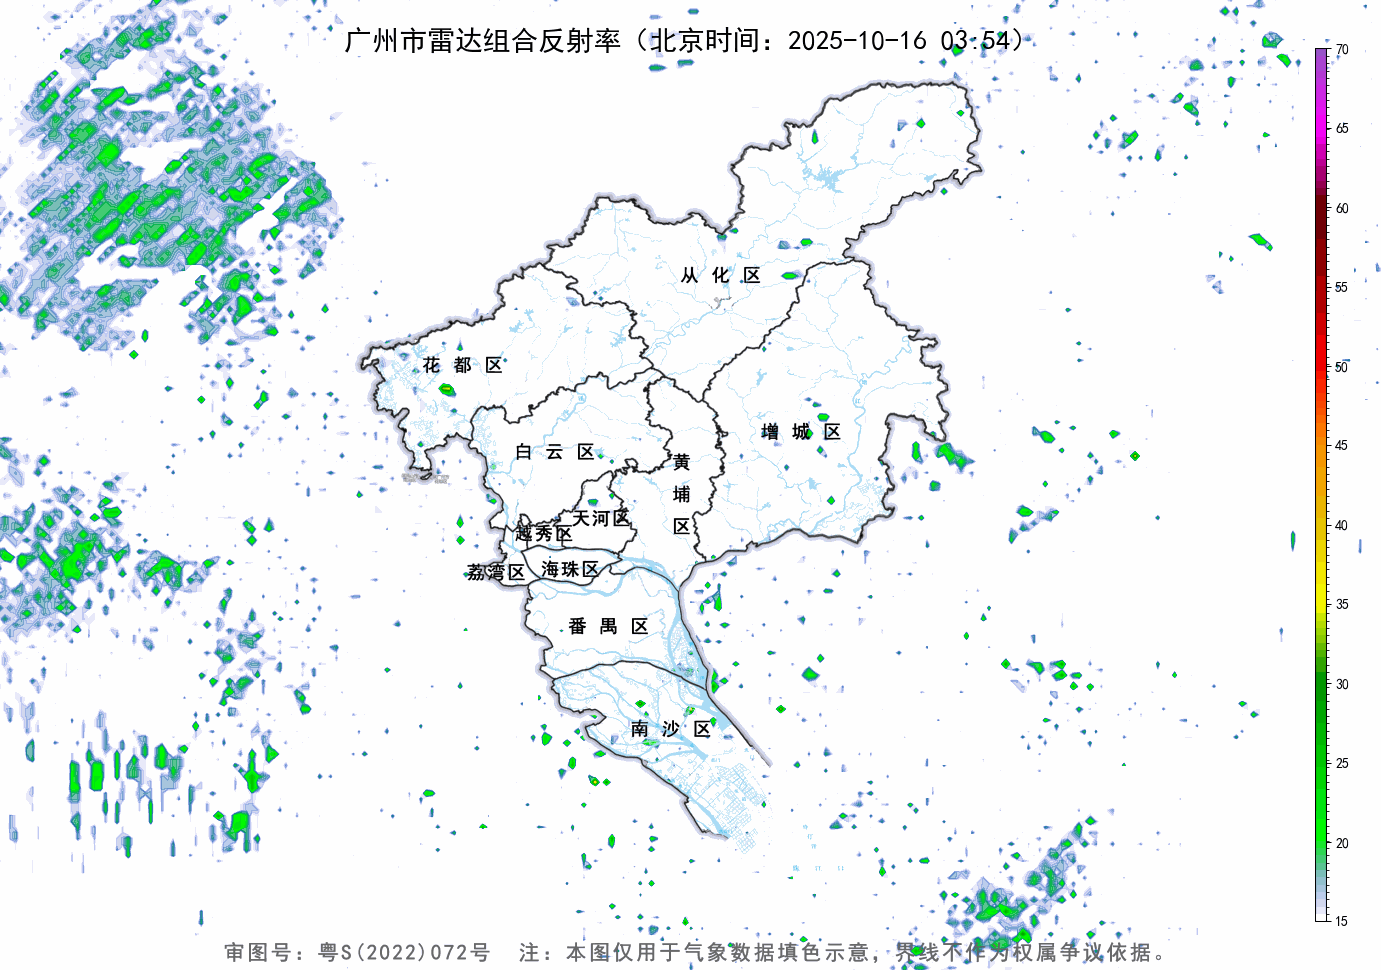 广州市雷达组合反射率（北京时间：2025-10-16 03:54）
70
65
60
55
50
45
40
35
30
25
20
15
从化区
花都区
增城区
白云区
黄埔区
天河区
越秀区
荔湾区
海珠区
番禺区
南沙区
审图号：粤S(2022)072号 注：本图仅用于气象数据填色示意，界线不作为权属争议依据。